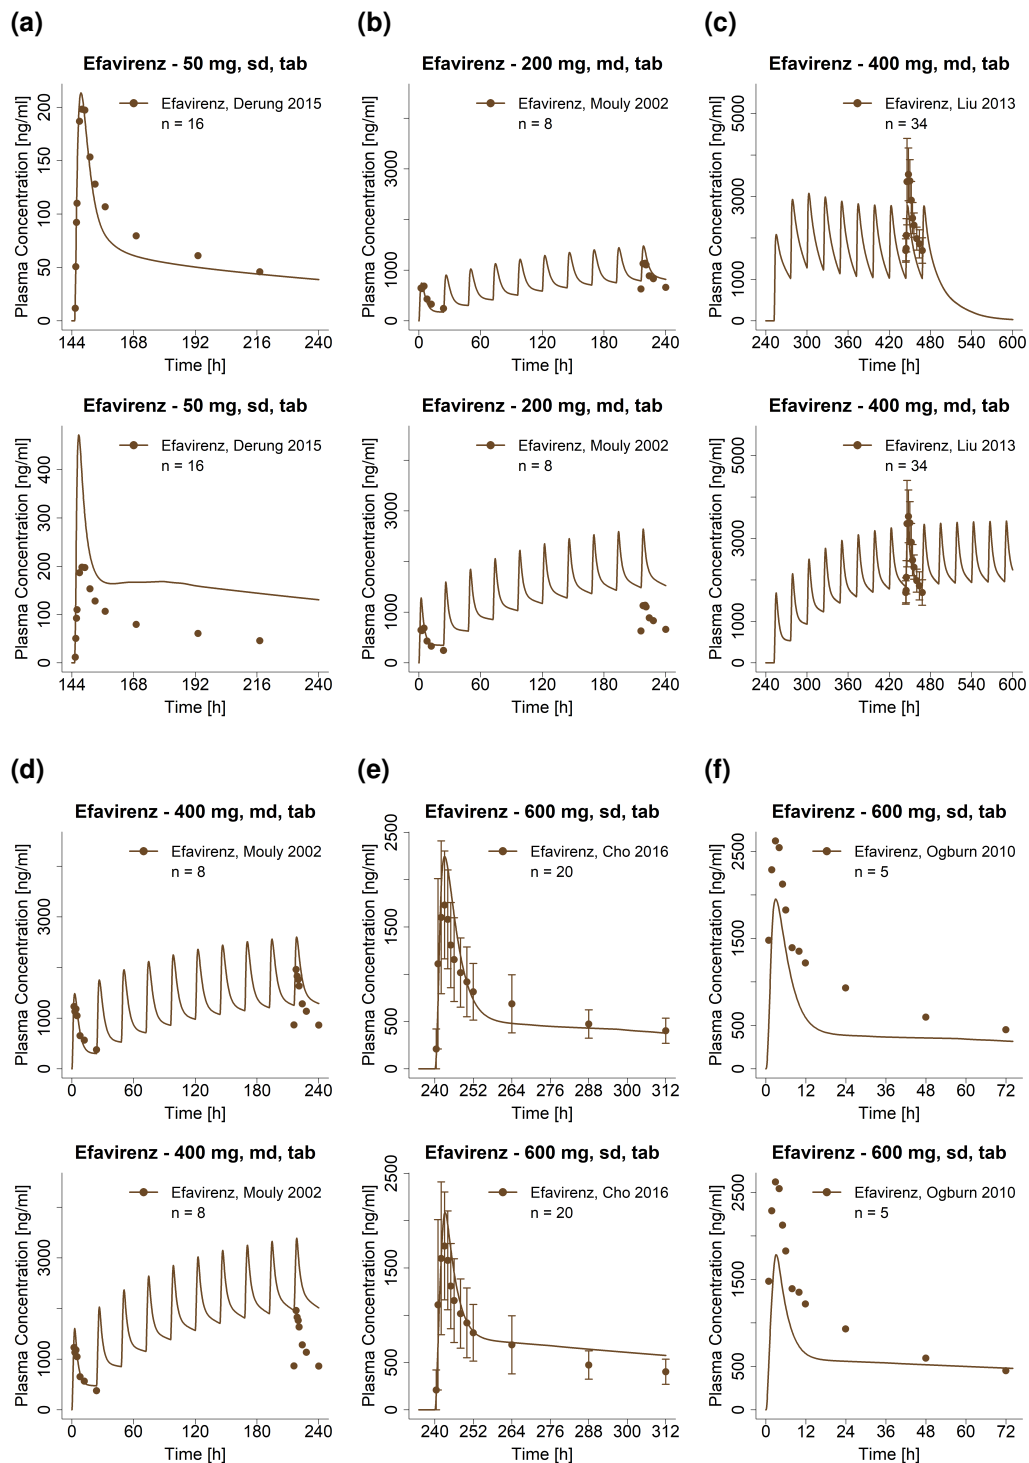 (a)
Efavirenz - 50 mg, sd, tab
Plasma Concentration [ng/ml]
200
150
100
50
0
Efavirenz, Derung 2015
n = 16
144 168 192 216 240
Time [h]
Efavirenz - 50 mg, sd, tab
Plasma Concentration [ng/ml]
400
300
200
100
0
Efavirenz, Derung 2015
n = 16
144 168 192 216 240
Time [h]
(b)
Efavirenz - 200 mg, md, tab
Plasma Concentration [ng/ml]
3000
1000
0
Efavirenz, Mouly 2002
n = 8
0 60 120 180 240
Time [h]
Efavirenz - 200 mg, md, tab
Plasma Concentration [ng/ml]
3000
1000
0
Efavirenz, Mouly 2002
n = 8
0 60 120 180 240
Time [h]
(c)
Efavirenz - 400 mg, md, tab
Plasma Concentration [ng/ml]
5000
3000
1000
0
Efavirenz, Liu 2013
n = 34
240 300 360 420 480 600
Time [h]
Efavirenz - 400 mg, md, tab
Plasma Concentration [ng/ml]
5000
3000
1000
0
Efavirenz, Liu 2013
n = 34
240 300 360 420 480 600
Time [h]
(d)
Efavirenz - 400 mg, md, tab
Plasma Concentration [ng/ml]
3000
1000
0
Efavirenz, Mouly 2002
n = 8
0 60 120 180 240
Time [h]
Efavirenz - 400 mg, md, tab
Plasma Concentration [ng/ml]
3000
1000
0
Efavirenz, Mouly 2002
n = 8
0 60 120 180 240
Time [h]
(e)
Efavirenz - 600 mg, sd, tab
Plasma Concentration [ng/ml]
2500
1500
500
0
Efavirenz, Cho 2016
n = 20
240 252 264 276 288 300 312
Time [h]
Efavirenz - 600 mg, sd, tab
Plasma Concentration [ng/ml]
2500
1500
500
0
Efavirenz, Cho 2016
n = 20
240 252 264 276 288 300 312
Time [h]
(f)
Efavirenz - 600 mg, sd, tab
Plasma Concentration [ng/ml]
2500
1500
500
0
Efavirenz, Ogburn 2010
n = 5
0 12 24 36 48 60 72
Time [h]
Efavirenz - 600 mg, sd, tab
Plasma Concentration [ng/ml]
2500
1500
500
0
Efavirenz, Ogburn 2010
n = 5
0 12 24 36 48 60 72
Time [h]